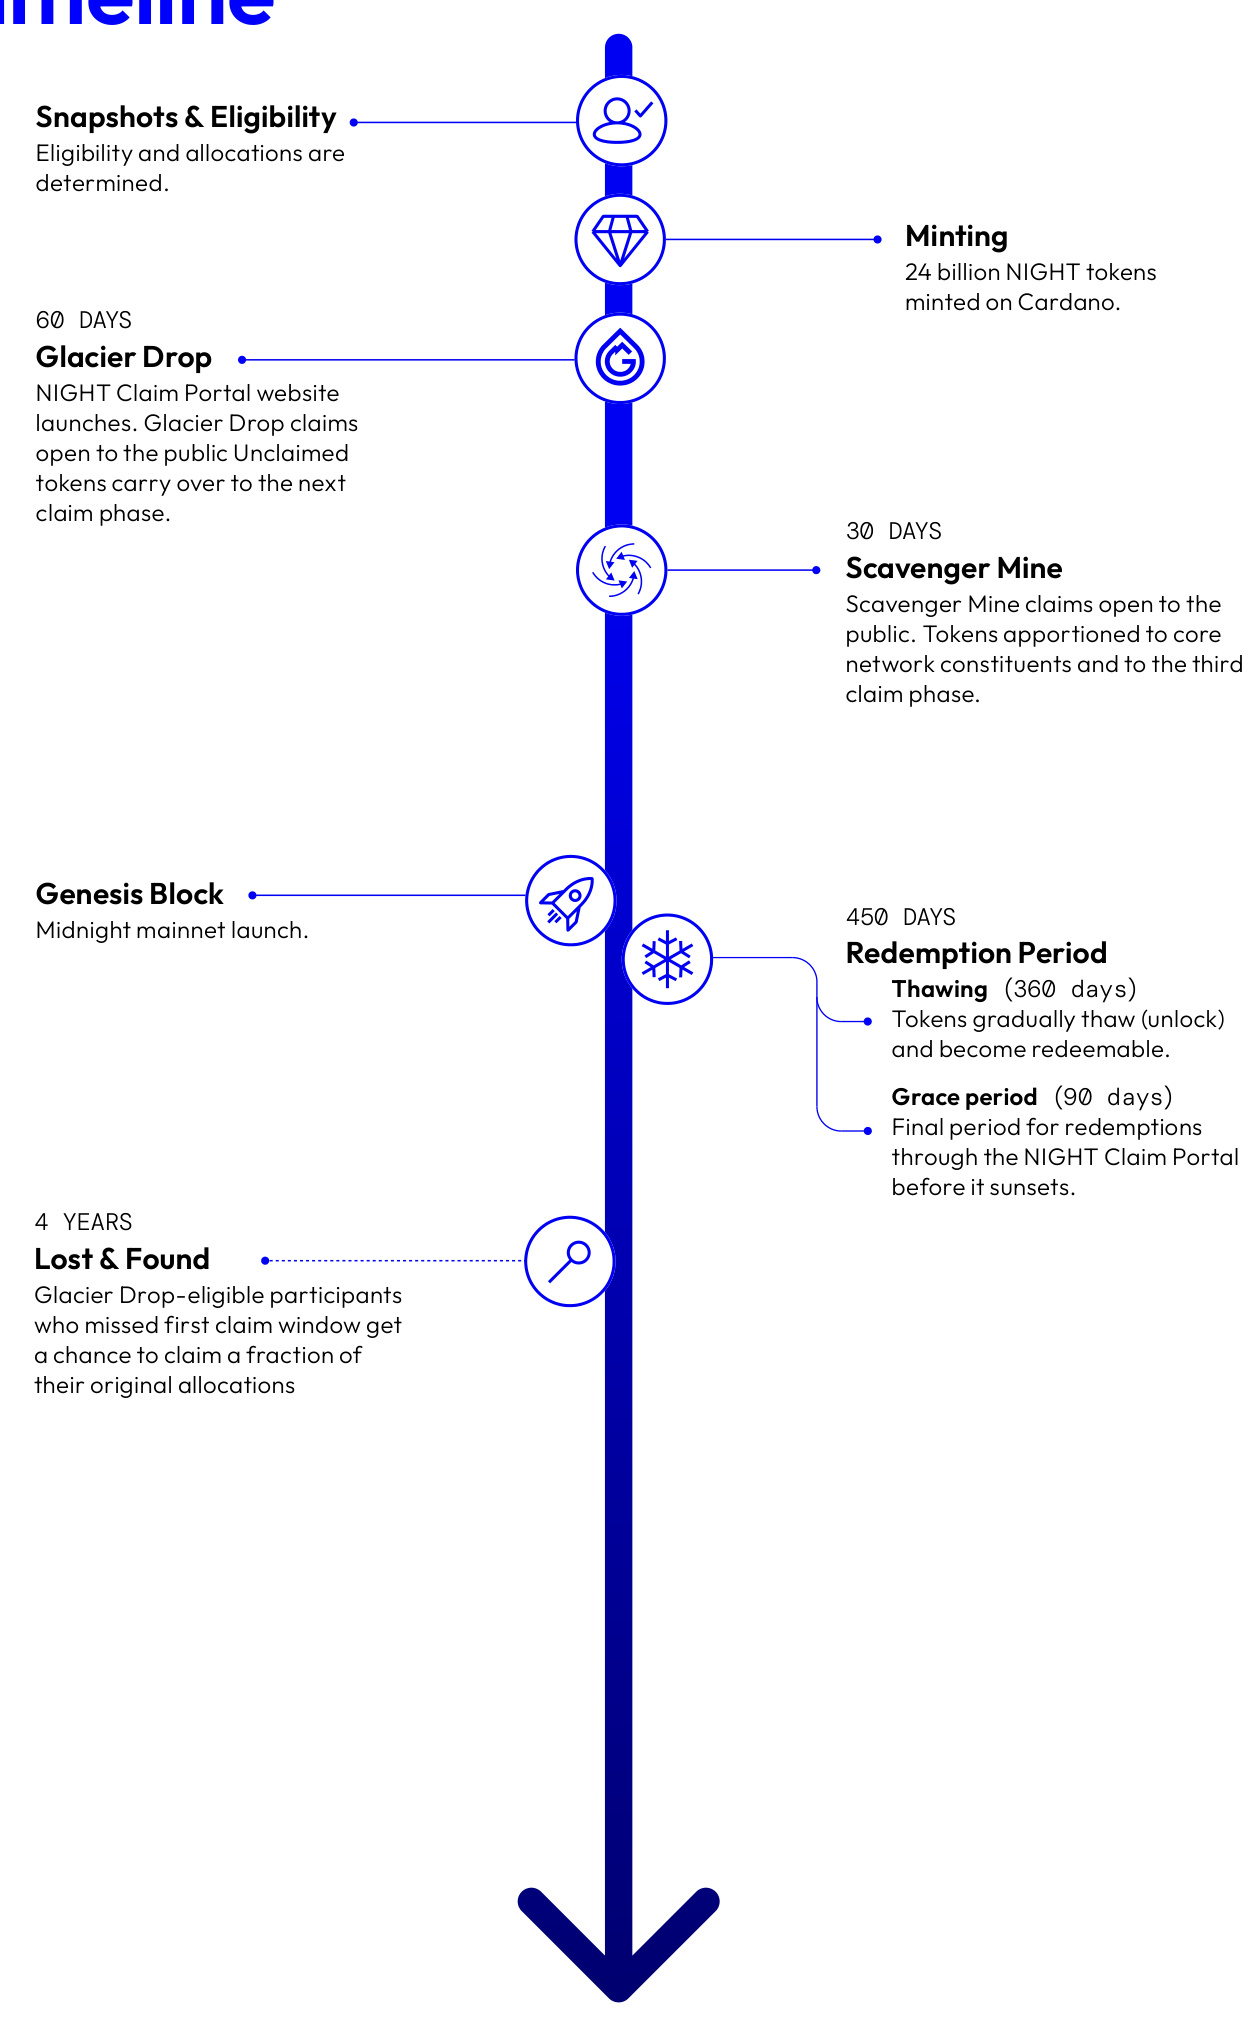 Snapshots & Eligibility
Eligibility and allocations are
determined.
Minting
24 billion NIGHT tokens
minted on Cardano.
60 DAYS
Glacier Drop
NIGHT Claim Portal website
launches. Glacier Drop claims
open to the public Unclaimed
tokens carry over to the next
claim phase.
30 DAYS
Scavenger Mine
Scavenger Mine claims open to the
public. Tokens apportioned to core
network constituents and to the third
claim phase.
Genesis Block
Midnight mainnet launch.
450 DAYS
Redemption Period
Thawing (360 days)
Tokens gradually thaw (unlock)
and become redeemable.
Grace period (90 days)
Final period for redemptions
through the NIGHT Claim Portal
before it sunsets.
4 YEARS
Lost & Found
Glacier Drop-eligible participants
who missed first claim window get
a chance to claim a fraction of
their original allocations